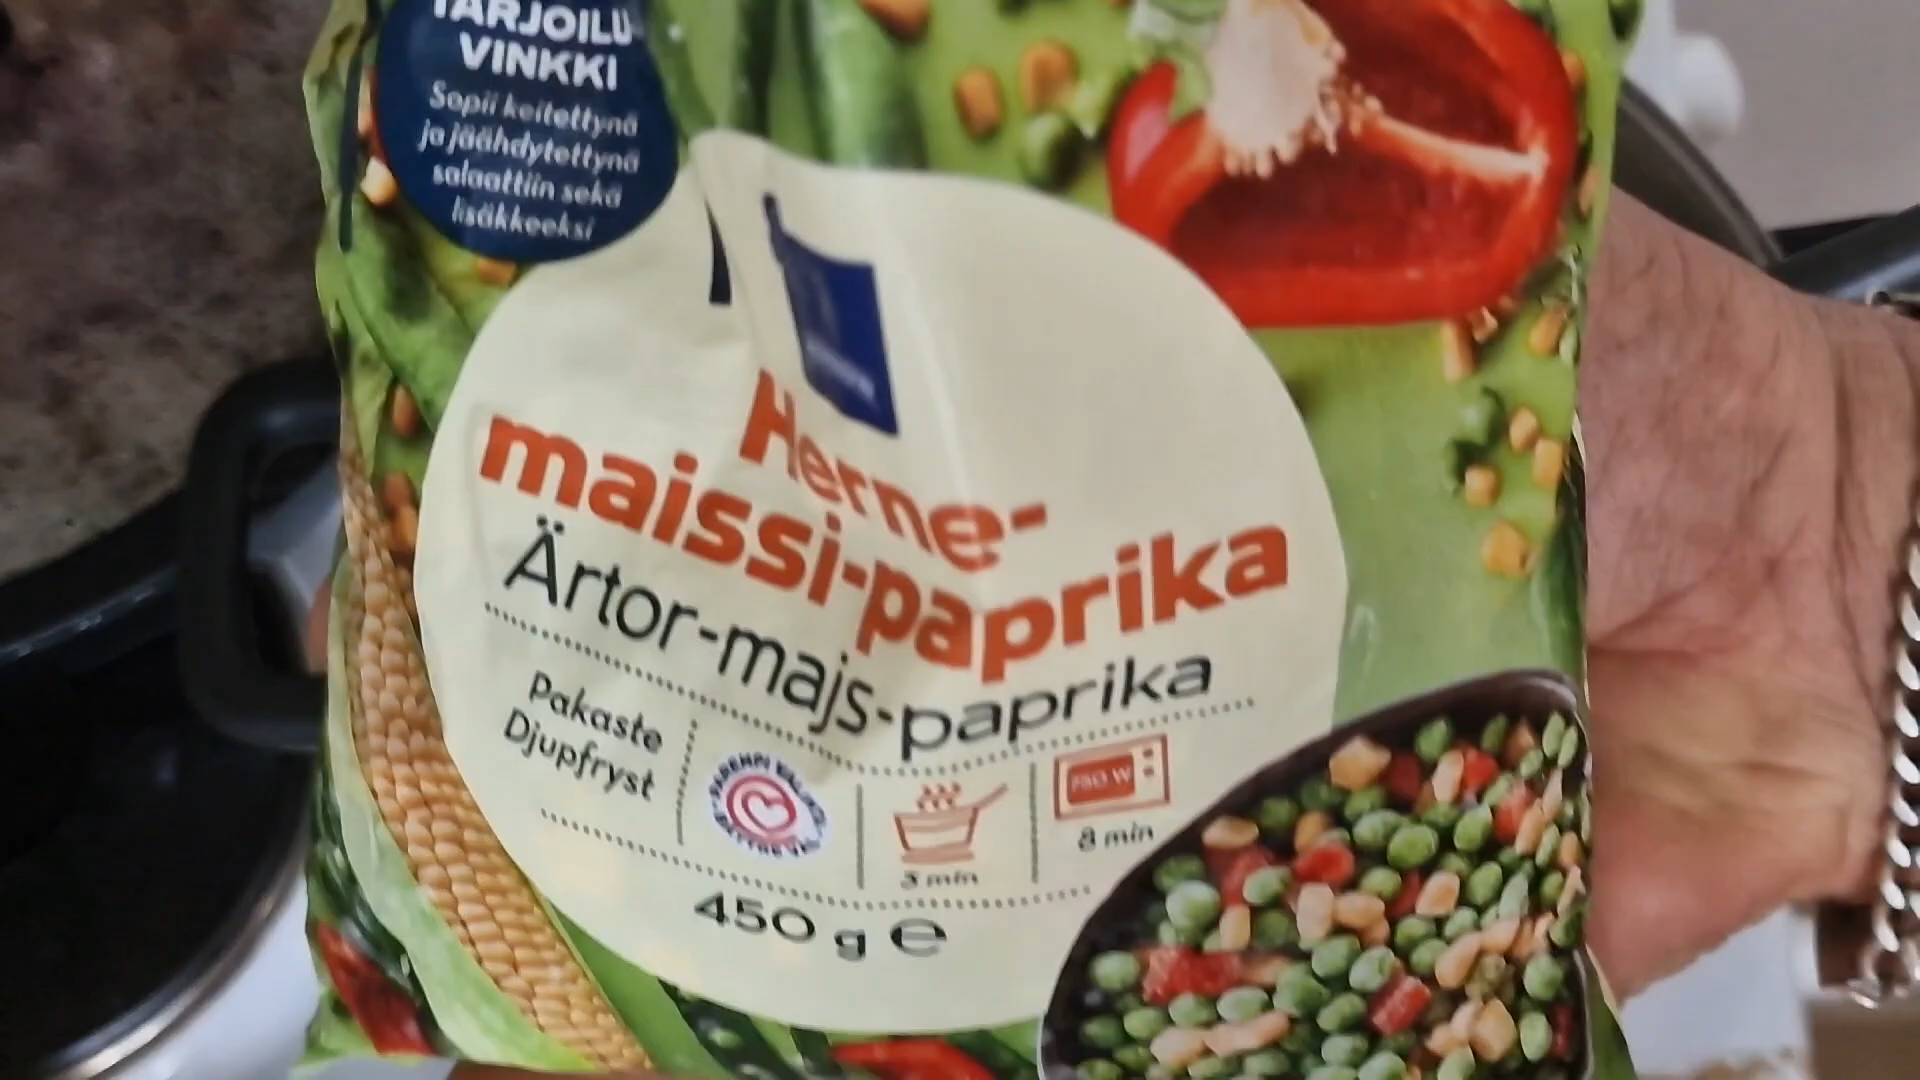 TARJOILU-
VINKKI
Sopii keitettynä
ja jäähdytettynä
salaattiin sekä
lisäkkeeksi
Herne-
maissi-paprika
Ärtor-majs-paprika
Pakaste
Djupfryst
750 W
3 min
8 min
450 g e